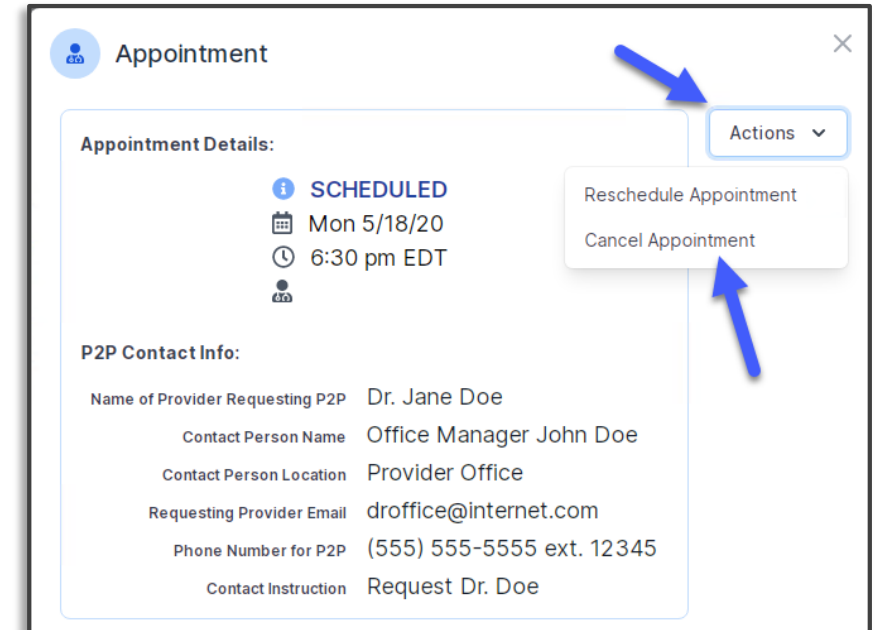 Appointment
Actions
Appointment Details:
SCHEDULED
Mon 5/18/20
6:30 pm EDT
Reschedule Appointment
Cancel Appointment
P2P Contact Info:
Name of Provider Requesting P2P Dr. Jane Doe
Contact Person Name Office Manager John Doe
Contact Person Location Provider Office
Requesting Provider Email droffice@internet.com
Phone Number for P2P (555) 555-5555 ext. 12345
Contact Instruction Request Dr. Doe